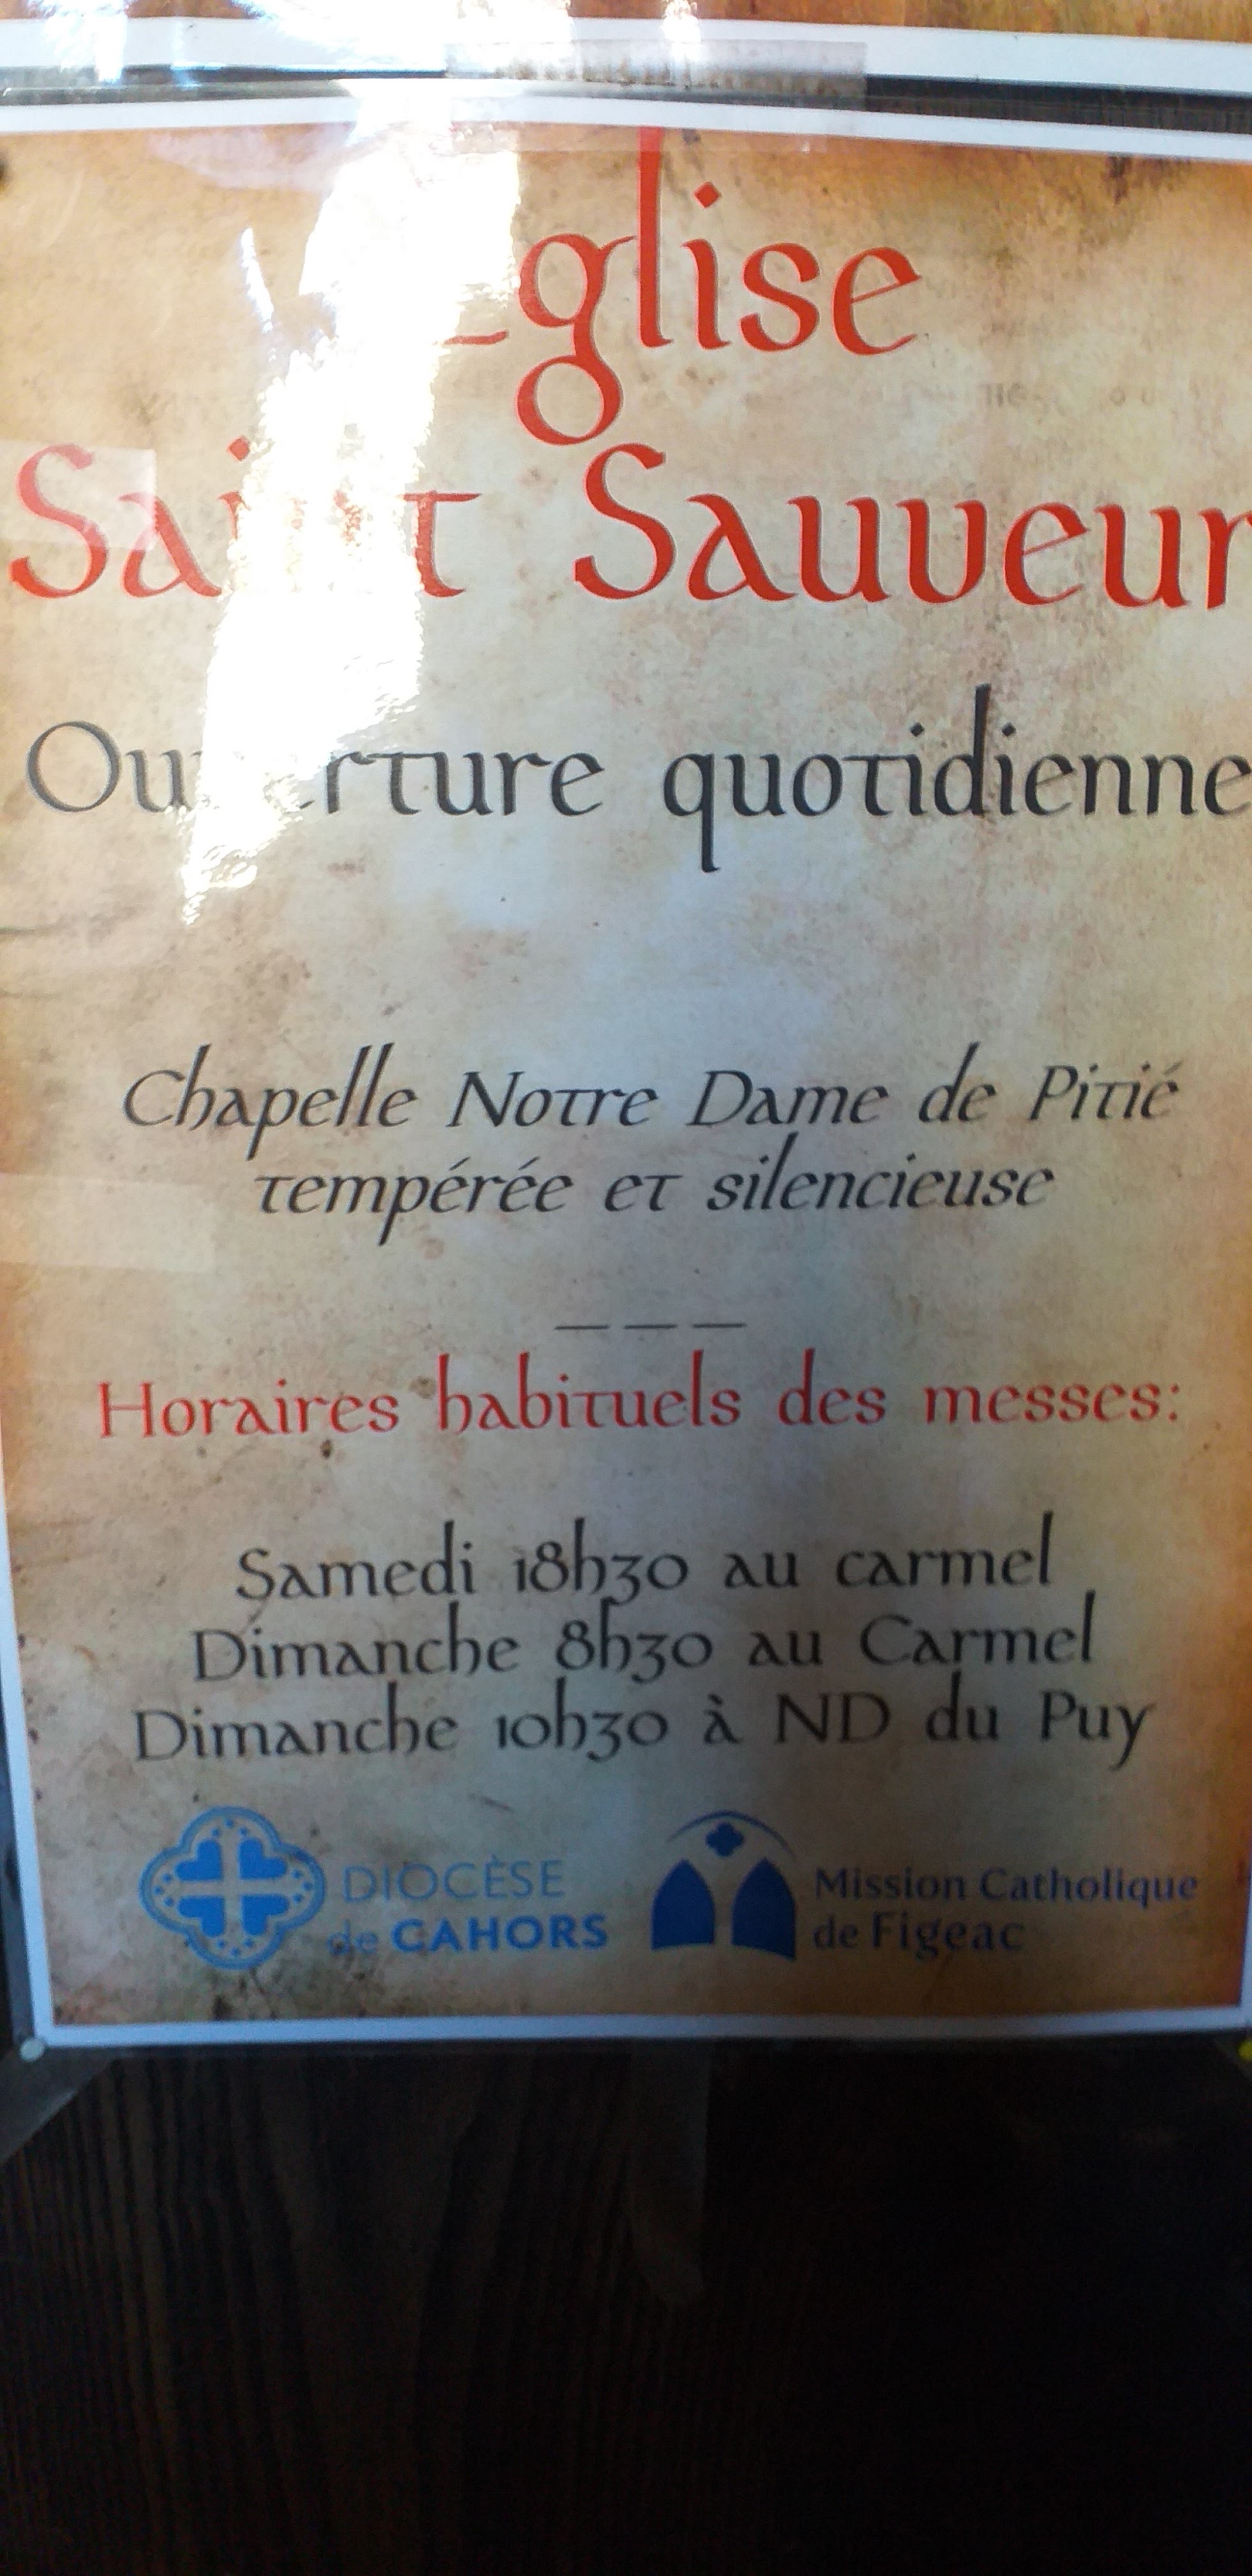 Eglise
Saint Sauveur
Ouverture quotidienne
Chapelle Notre Dame de Pitié
tempérée et silencieuse
Horaires habituels des messes:
Samedi 18h30 au carmel
Dimanche 8h30 au Carmel
Dimanche 10h30 à ND du Puy
DIOCÈSE
de CAHORS
Mission Catholique
de Figeac